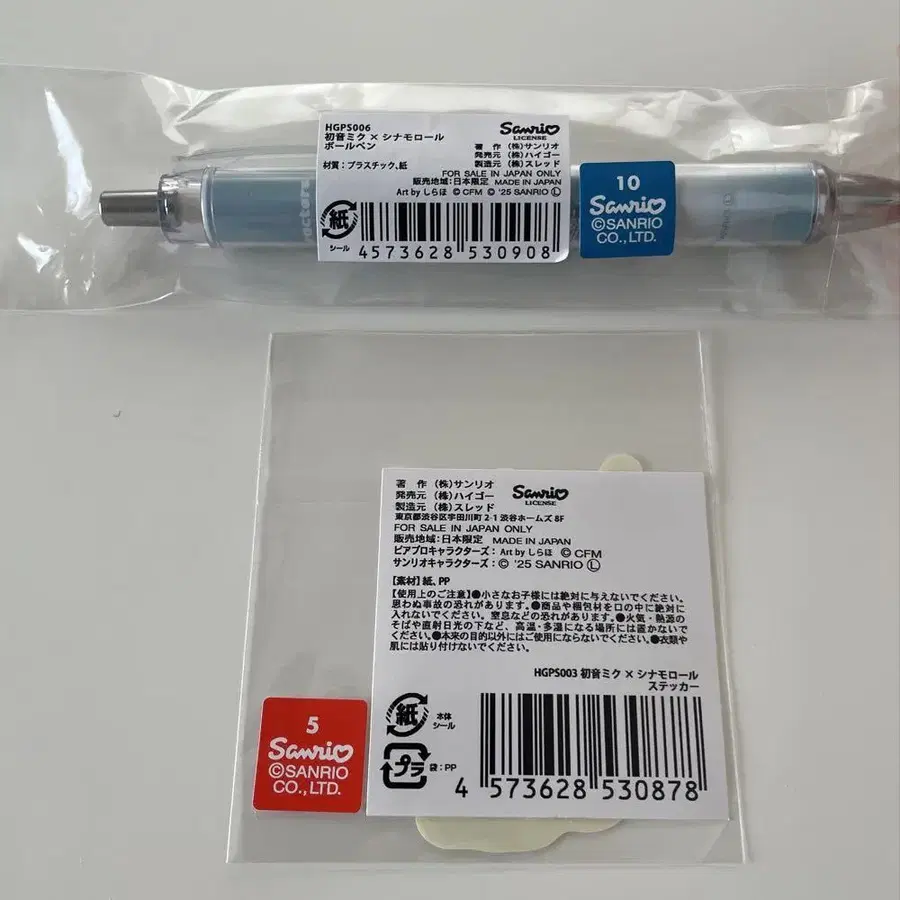 HGPS006
初音ミク × シナモロール
ボールペン
材質:プラスチック、紙
Sanrio
LICENSE
著 作 (株)サンリオ
発売元 (株)ハイゴー
製造元 (株)スレッド
FOR SALE IN JAPAN ONLY
販売地域:日本限定 MADE IN JAPAN
Art by しらほ © CFM © '25 SANRIO Ⓛ
紙
シール
4573628 530908
10
Sanrio
©SANRIO
CO.,LTD.
著 作 (株)サンリオ
発売元 (株)ハイゴー
製造元 (株)スレッド
Sanrio
LICENSE
東京都渋谷区宇田川町 2-1 渋谷ホームズ 8F
FOR SALE IN JAPAN ONLY
販売地域:日本限定 MADE IN JAPAN
ピアプロキャラクターズ:Art by しらほ © CFM
サンリオキャラクターズ:© '25 SANRIO Ⓛ
【素材】紙、PP
【使用上のご注意】●小さなお子様には絶対に与えないでください。
思わぬ事故の恐れがあります。●商品や梱包材を口の中に絶対に
入れないでください。窒息などの恐れがあります。●火気・熱源の
そばや直射日光の下など、高温・多湿になる場所には置かないで
ください。●本来の目的以外にはご使用にならないでください。●衣類や
肌には貼り付けないでください。
HGPS003 初音ミク × シナモロール
ステッカー
紙
本体
シール
プラ
袋:PP
4 573628 530878
5
Sanrio
©SANRIO
CO.,LTD.